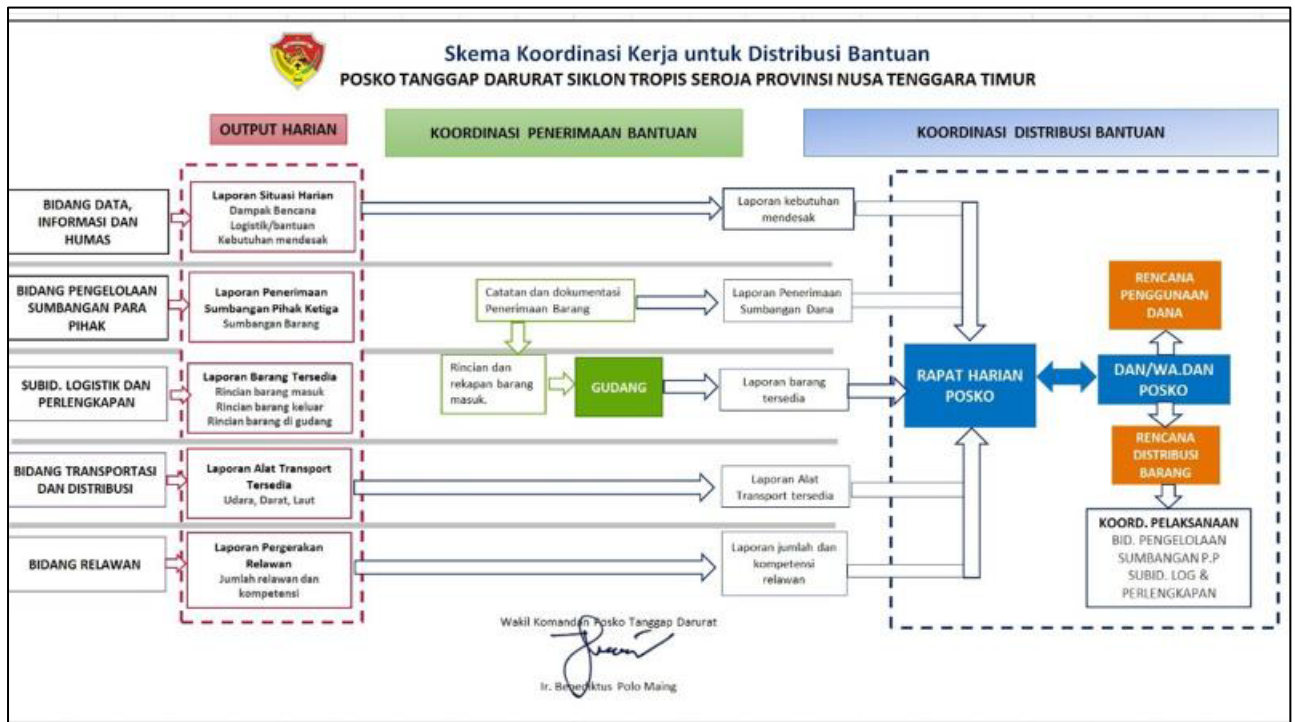 Skema Koordinasi Kerja untuk Distribusi Bantuan
POSKO TANGGAP DARURAT SIKLON TROPIS SEROJA PROVINSI NUSA TENGGARA TIMUR
OUTPUT HARIAN
KOORDINASI PENERIMAAN BANTUAN
KOORDINASI DISTRIBUSI BANTUAN
BIDANG DATA,
INFORMASI DAN
HUMAS
Laporan Situasi Harian
Dampak Bencana
Logistik/bantuan
Kebutuhan mendesak
Laporan kebutuhan
mendesak
BIDANG PENGELOLAAN
SUMBANGAN PARA
PIHAK
Laporan Penerimaan
Sumbangan Pihak Ketiga
Sumbangan Barang
Catatan dan dokumentasi
Penerimaan Barang
Laporan Penerimaan
Sumbangan Dana
SUBID. LOGISTIK DAN
PERLENGKAPAN
Laporan Barang Tersedia
Rincian barang masuk
Rincian barang keluar
Rincian barang di gudang
Rincian dan
rekapan barang
masuk.
GUDANG
Laporan barang
tersedia
BIDANG TRANSPORTASI
DAN DISTRIBUSI
Laporan Alat Transport
Tersedia
Udara, Darat, Laut
Laporan Alat
Transport tersedia
BIDANG RELAWAN
Laporan Pergerakan
Relawan
Jumlah relawan dan
kompetensi
Laporan jumlah dan
kompetensi
relawan
RAPAT HARIAN
POSKO
RENCANA
PENGGUNAAN
DANA
DAN/WA.DAN
POSKO
RENCANA
DISTRIBUSI
BARANG
KOORD. PELAKSANAAN
BID. PENGELOLAAN
SUMBANGAN P.P
SUBID. LOG &
PERLENGKAPAN
Wakil Komandan Posko Tanggap Darurat
Ir. Benediktus Polo Maing